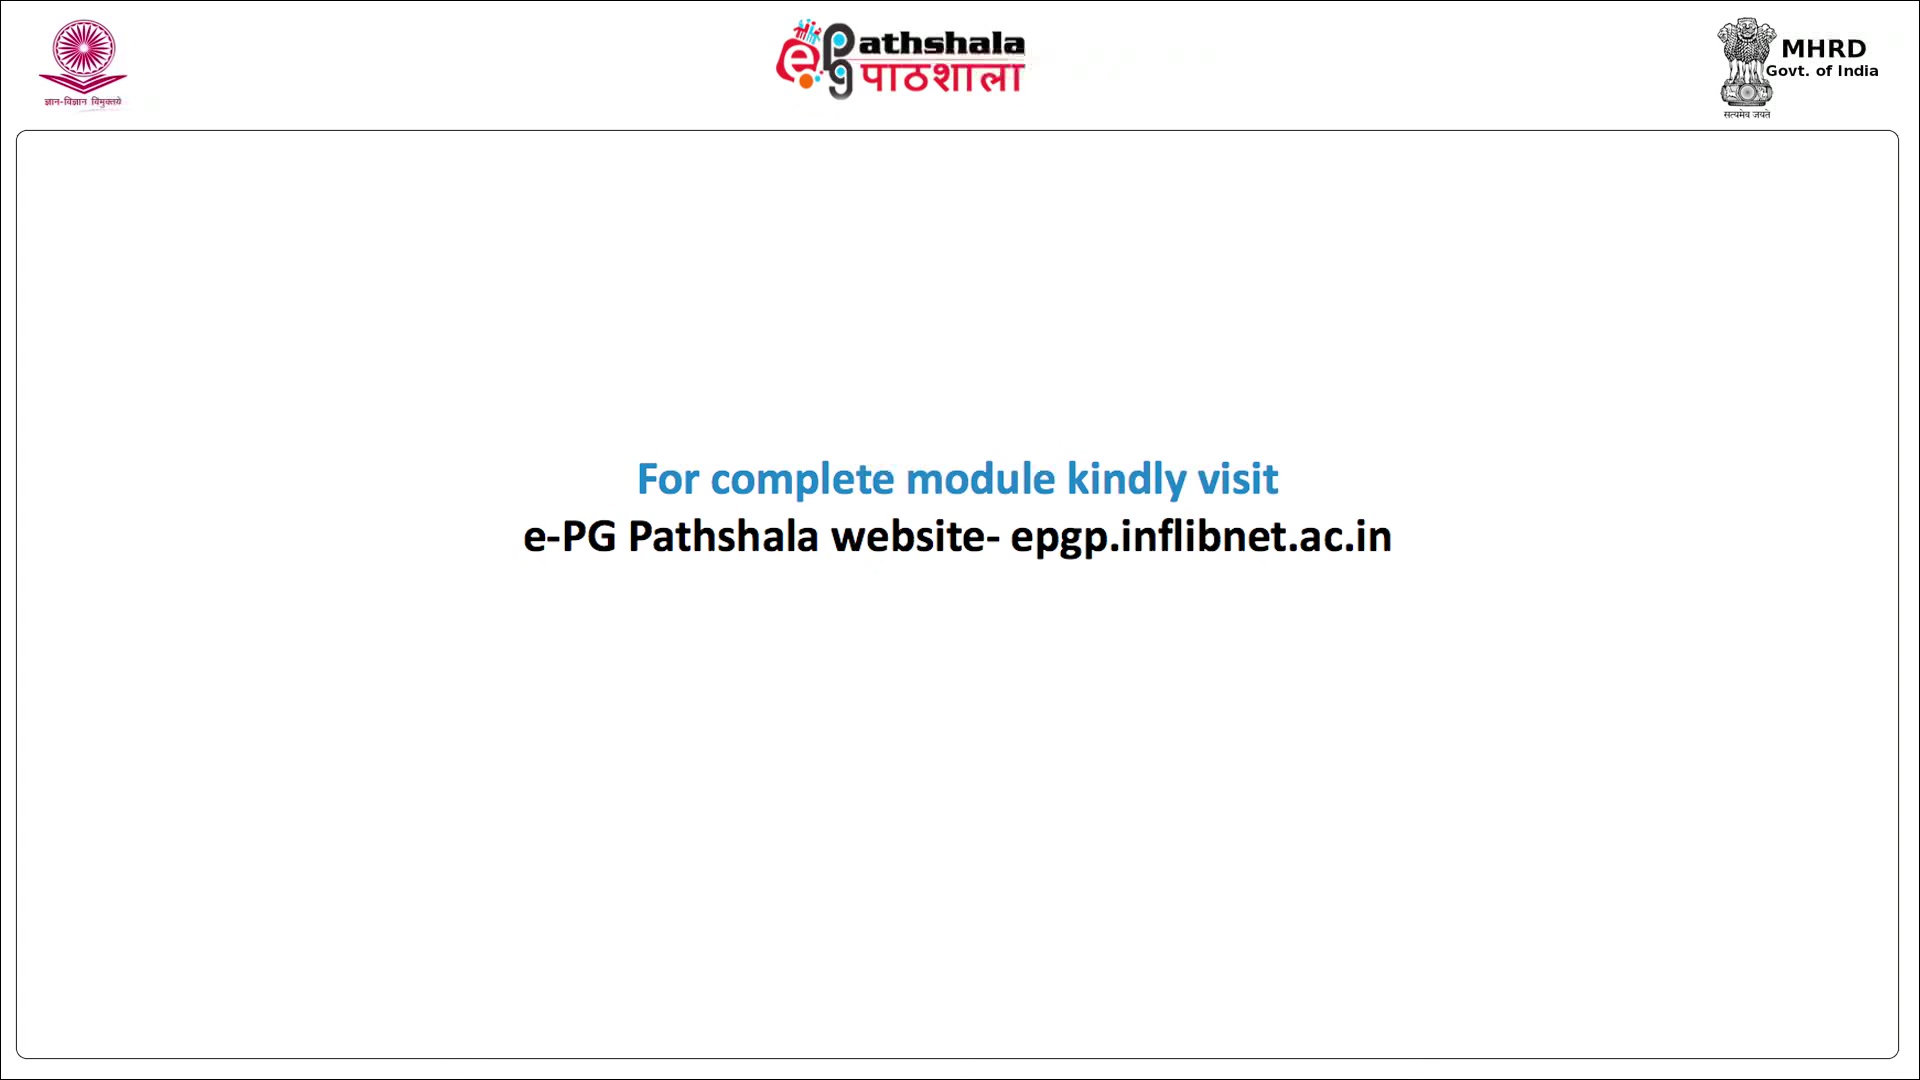 ज्ञान-विज्ञान विमुक्तये
ePg Pathshala
पाठशाला
MHRD
Govt. of India
सत्यमेव जयते
For complete module kindly visit
e-PG Pathshala website- epgp.inflibnet.ac.in